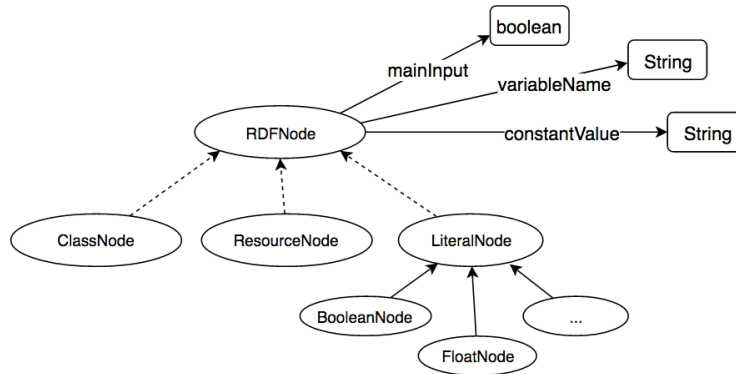 boolean
mainInput
String
variableName
RDFNode
constantValue
String
ClassNode
ResourceNode
LiteralNode
BooleanNode
...
FloatNode